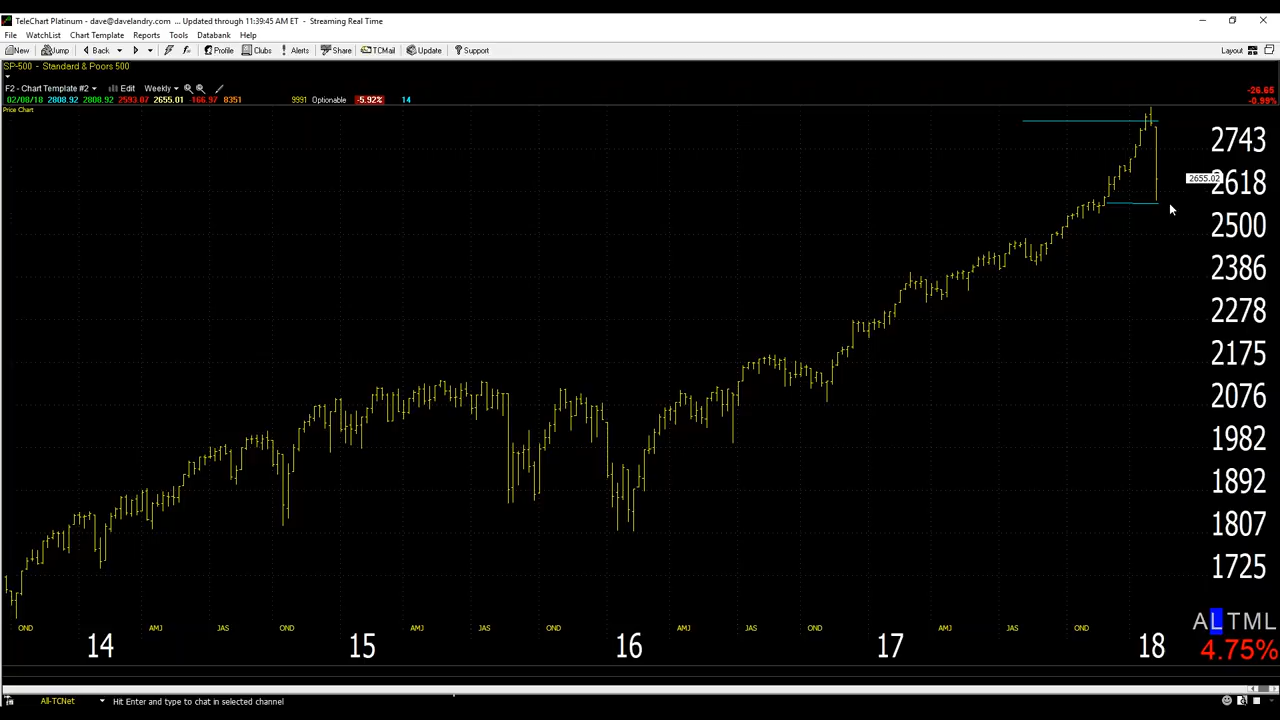 TeleChart Platinum - dave@davelandry.com ... Updated through 11:39:45 AM ET - Streaming Real Time
File WatchList Chart Template Reports Tools Databank Help
New Jump Back Profile Clubs Alerts Share TCMail Update Support Layout
SP-500 - Standard & Poors 500
F2 - Chart Template #2 Edit Weekly
02/08/18 2808.92 2808.92 2593.07 2655.01 -166.97 8351 9991 Optionable -5.92% 14
-26.65
-0.99%
Price Chart
2743
2655.02
2618
2500
2386
2278
2175
2076
1982
1892
1807
1725
OND AMJ JAS OND AMJ JAS OND AMJ JAS OND AMJ JAS OND
14 15 16 17 18
ALTML
4.75%
All-TCNet Hit Enter and type to chat in selected channel